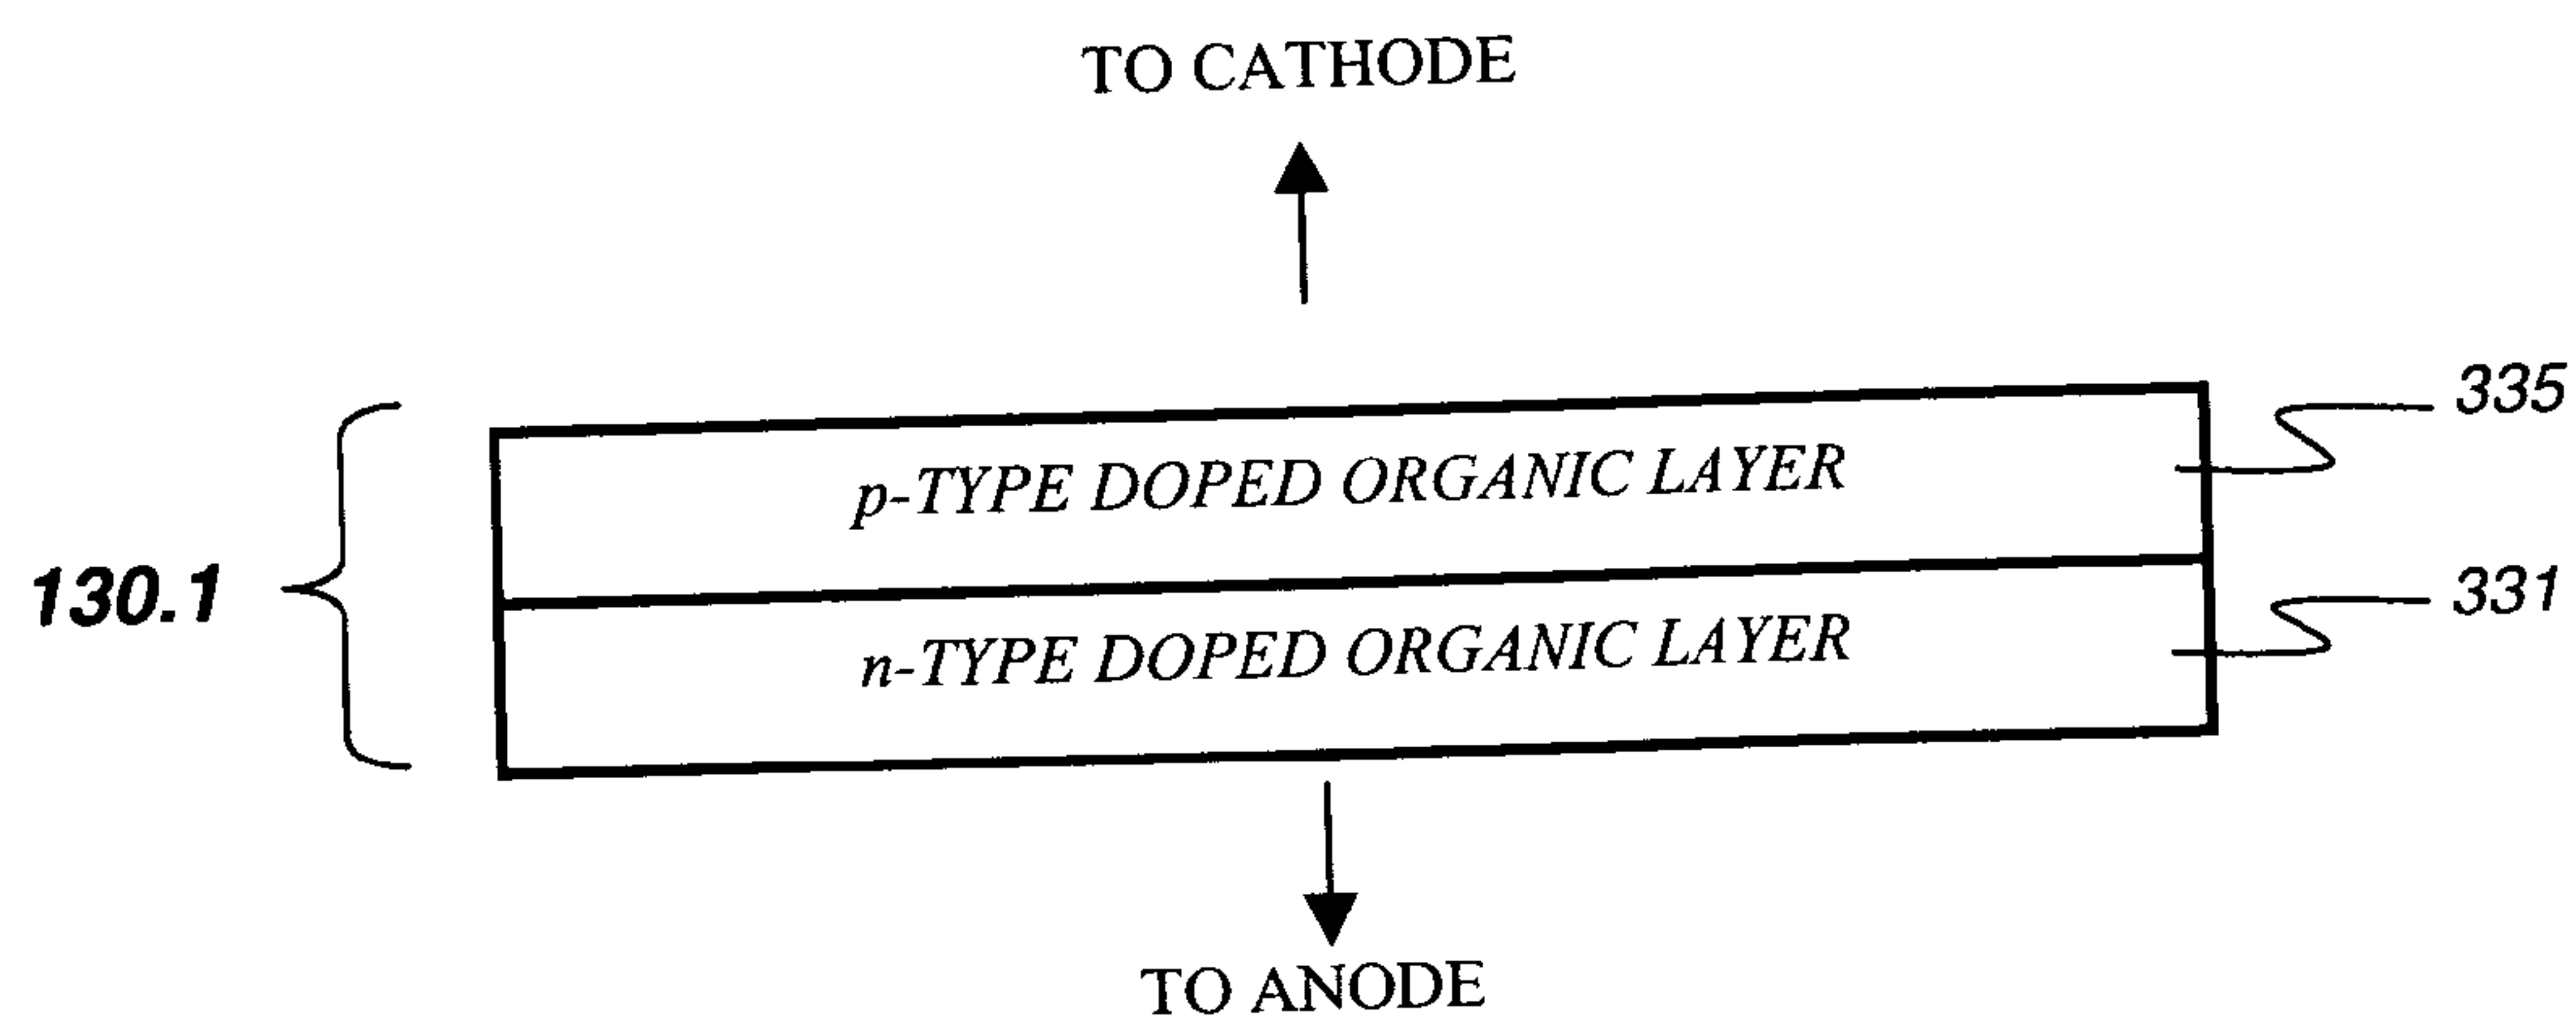 TO CATHODE
335
p-TYPE DOPED ORGANIC LAYER
130.1
331
n-TYPE DOPED ORGANIC LAYER
TO ANODE